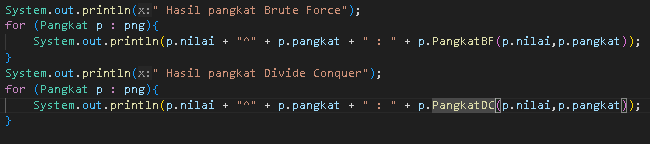 System.out.println(x:" Hasil pangkat Brute Force");
for (Pangkat p : png){
    System.out.println(p.nilai + "^" + p.pangkat + " : " + p.PangkatBF(p.nilai,p.pangkat));
}
System.out.println(x:" Hasil pangkat Divide Conquer");
for (Pangkat p : png){
    System.out.println(p.nilai + "^" + p.pangkat + " : " + p.PangkatDC(p.nilai,p.pangkat));
}